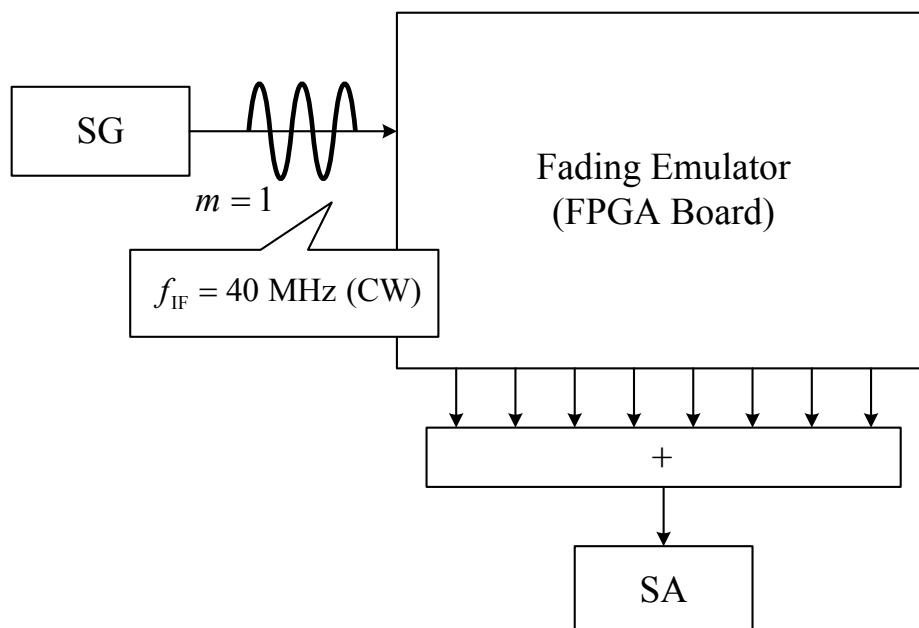 SG
Fading Emulator
(FPGA Board)
m = 1
f_IF = 40 MHz (CW)
+
SA